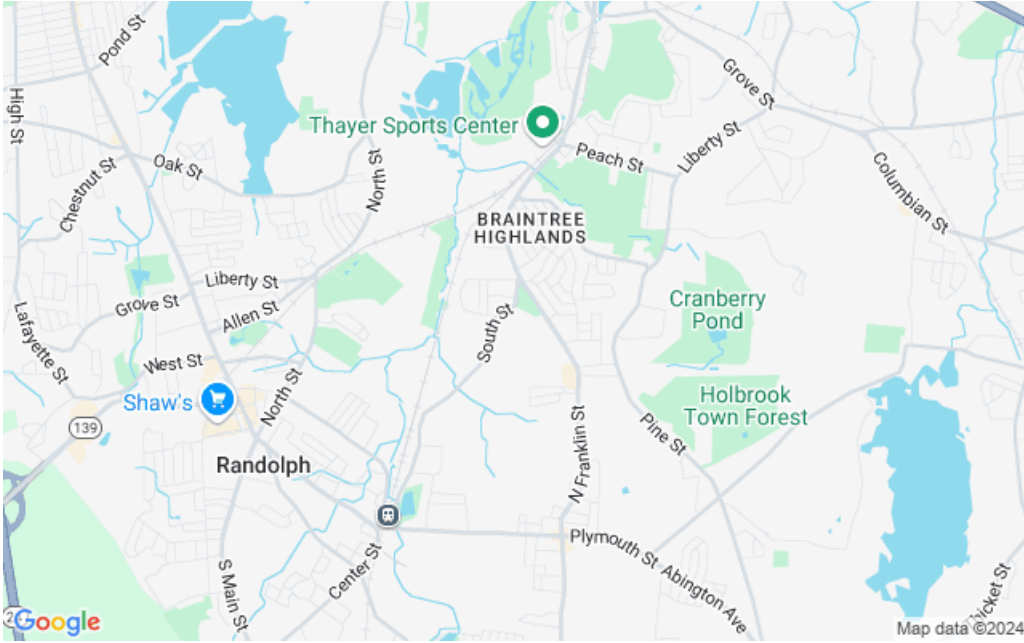 Pond St
High St
Grove St
Thayer Sports Center
Peach St
Liberty St
Oak St
North St
Chestnut St
Columbian St
BRAINTREE
HIGHLANDS
Liberty St
Grove St
Allen St
Cranberry
Pond
Lafayette St
South St
West St
Shaw's
North St
Holbrook
Town Forest
139
Pine St
N Franklin St
Randolph
Plymouth St
Abington Ave
Center St
S Main St
Thicket St
Google
Map data ©2024